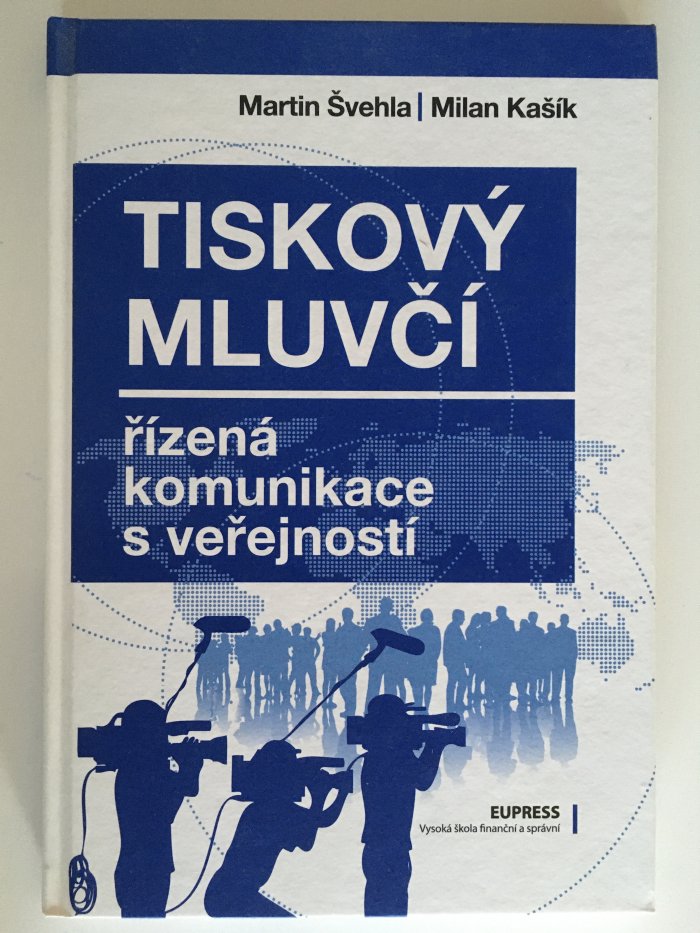 Martin Švehla | Milan Kašík
TISKOVÝ
MLUVČÍ
řízená
komunikace
s veřejností
EUPRESS
Vysoká škola finanční a správní